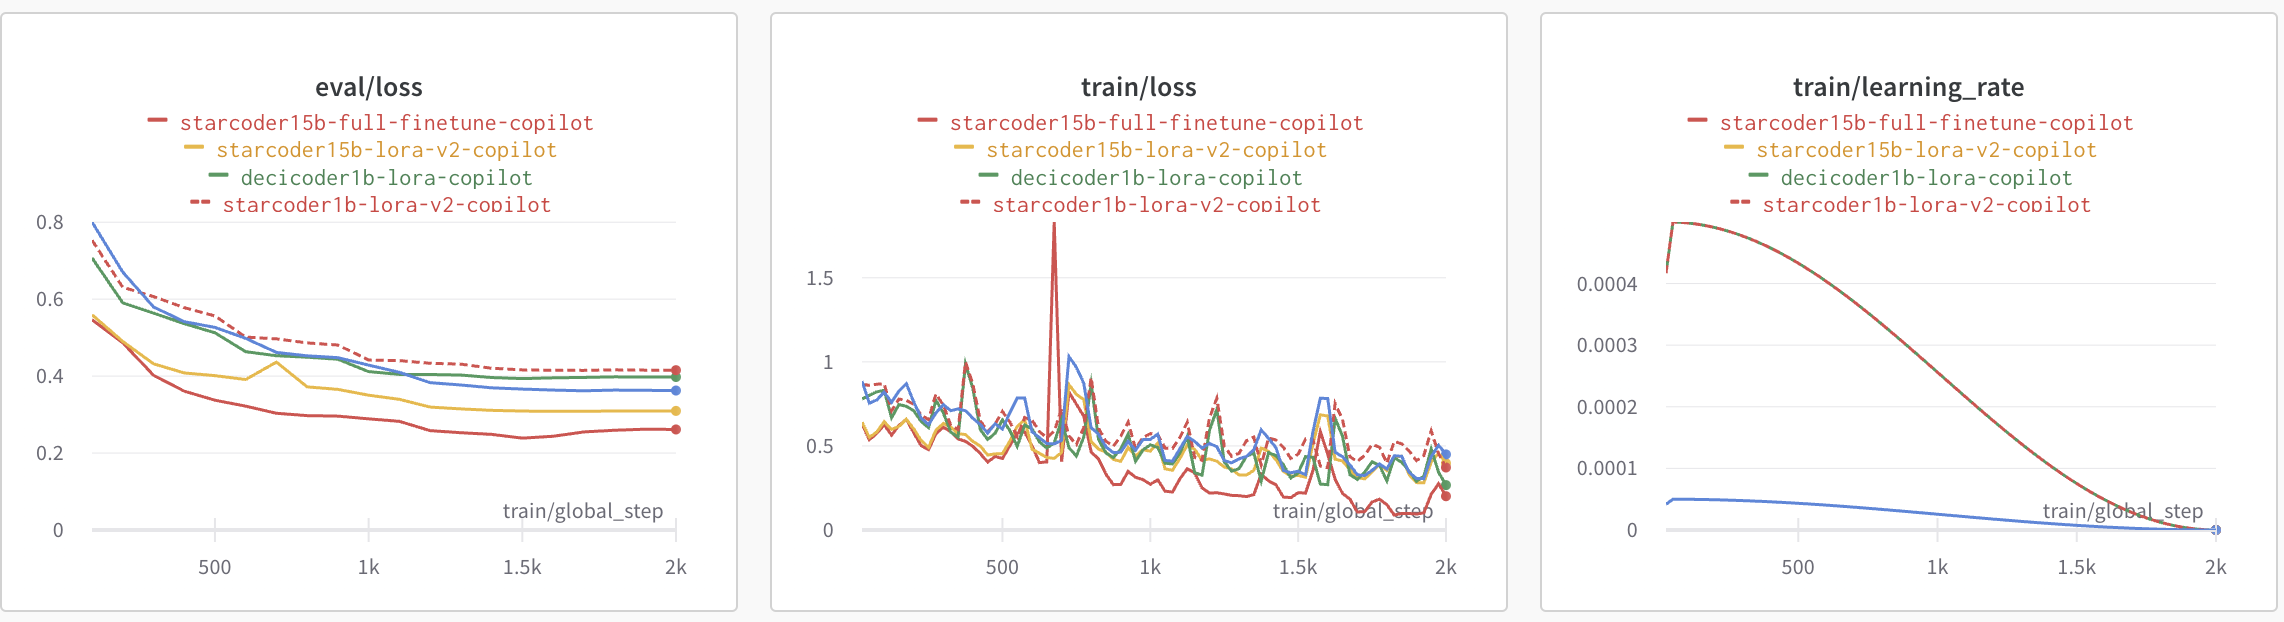 eval/loss
starcoder15b-full-finetune-copilot
starcoder15b-lora-v2-copilot
decicoder1b-lora-copilot
starcoder1b-lora-v2-copilot
0.8
0.6
0.4
0.2
0
train/global_step
500
1k
1.5k
2k
train/loss
starcoder15b-full-finetune-copilot
starcoder15b-lora-v2-copilot
decicoder1b-lora-copilot
starcoder1b-lora-v2-copilot
1.5
1
0.5
0
train/global_step
500
1k
1.5k
2k
train/learning_rate
starcoder15b-full-finetune-copilot
starcoder15b-lora-v2-copilot
decicoder1b-lora-copilot
starcoder1b-lora-v2-copilot
0.0004
0.0003
0.0002
0.0001
0
train/global_step
500
1k
1.5k
2k